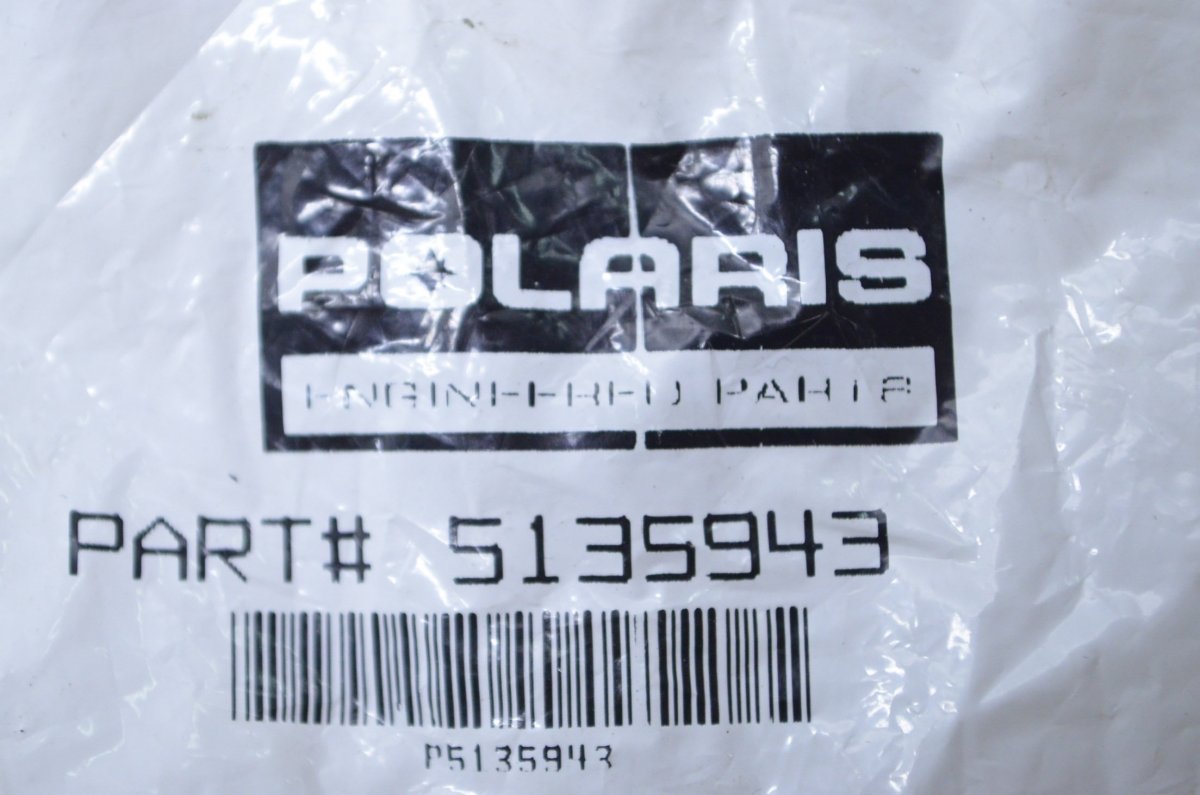 POLARIS
ENGINEERED PARTS
PART# 5135943
P5135943